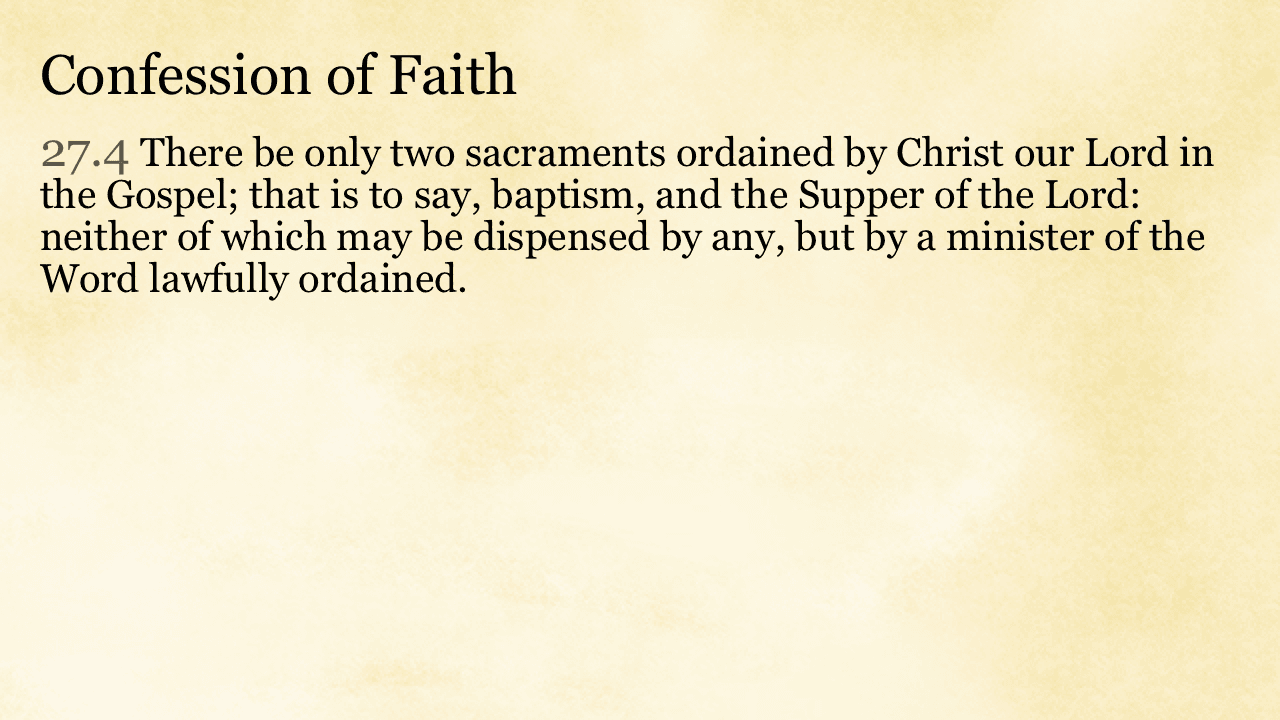 Confession of Faith
27.4 There be only two sacraments ordained by Christ our Lord in
the Gospel; that is to say, baptism, and the Supper of the Lord:
neither of which may be dispensed by any, but by a minister of the
Word lawfully ordained.